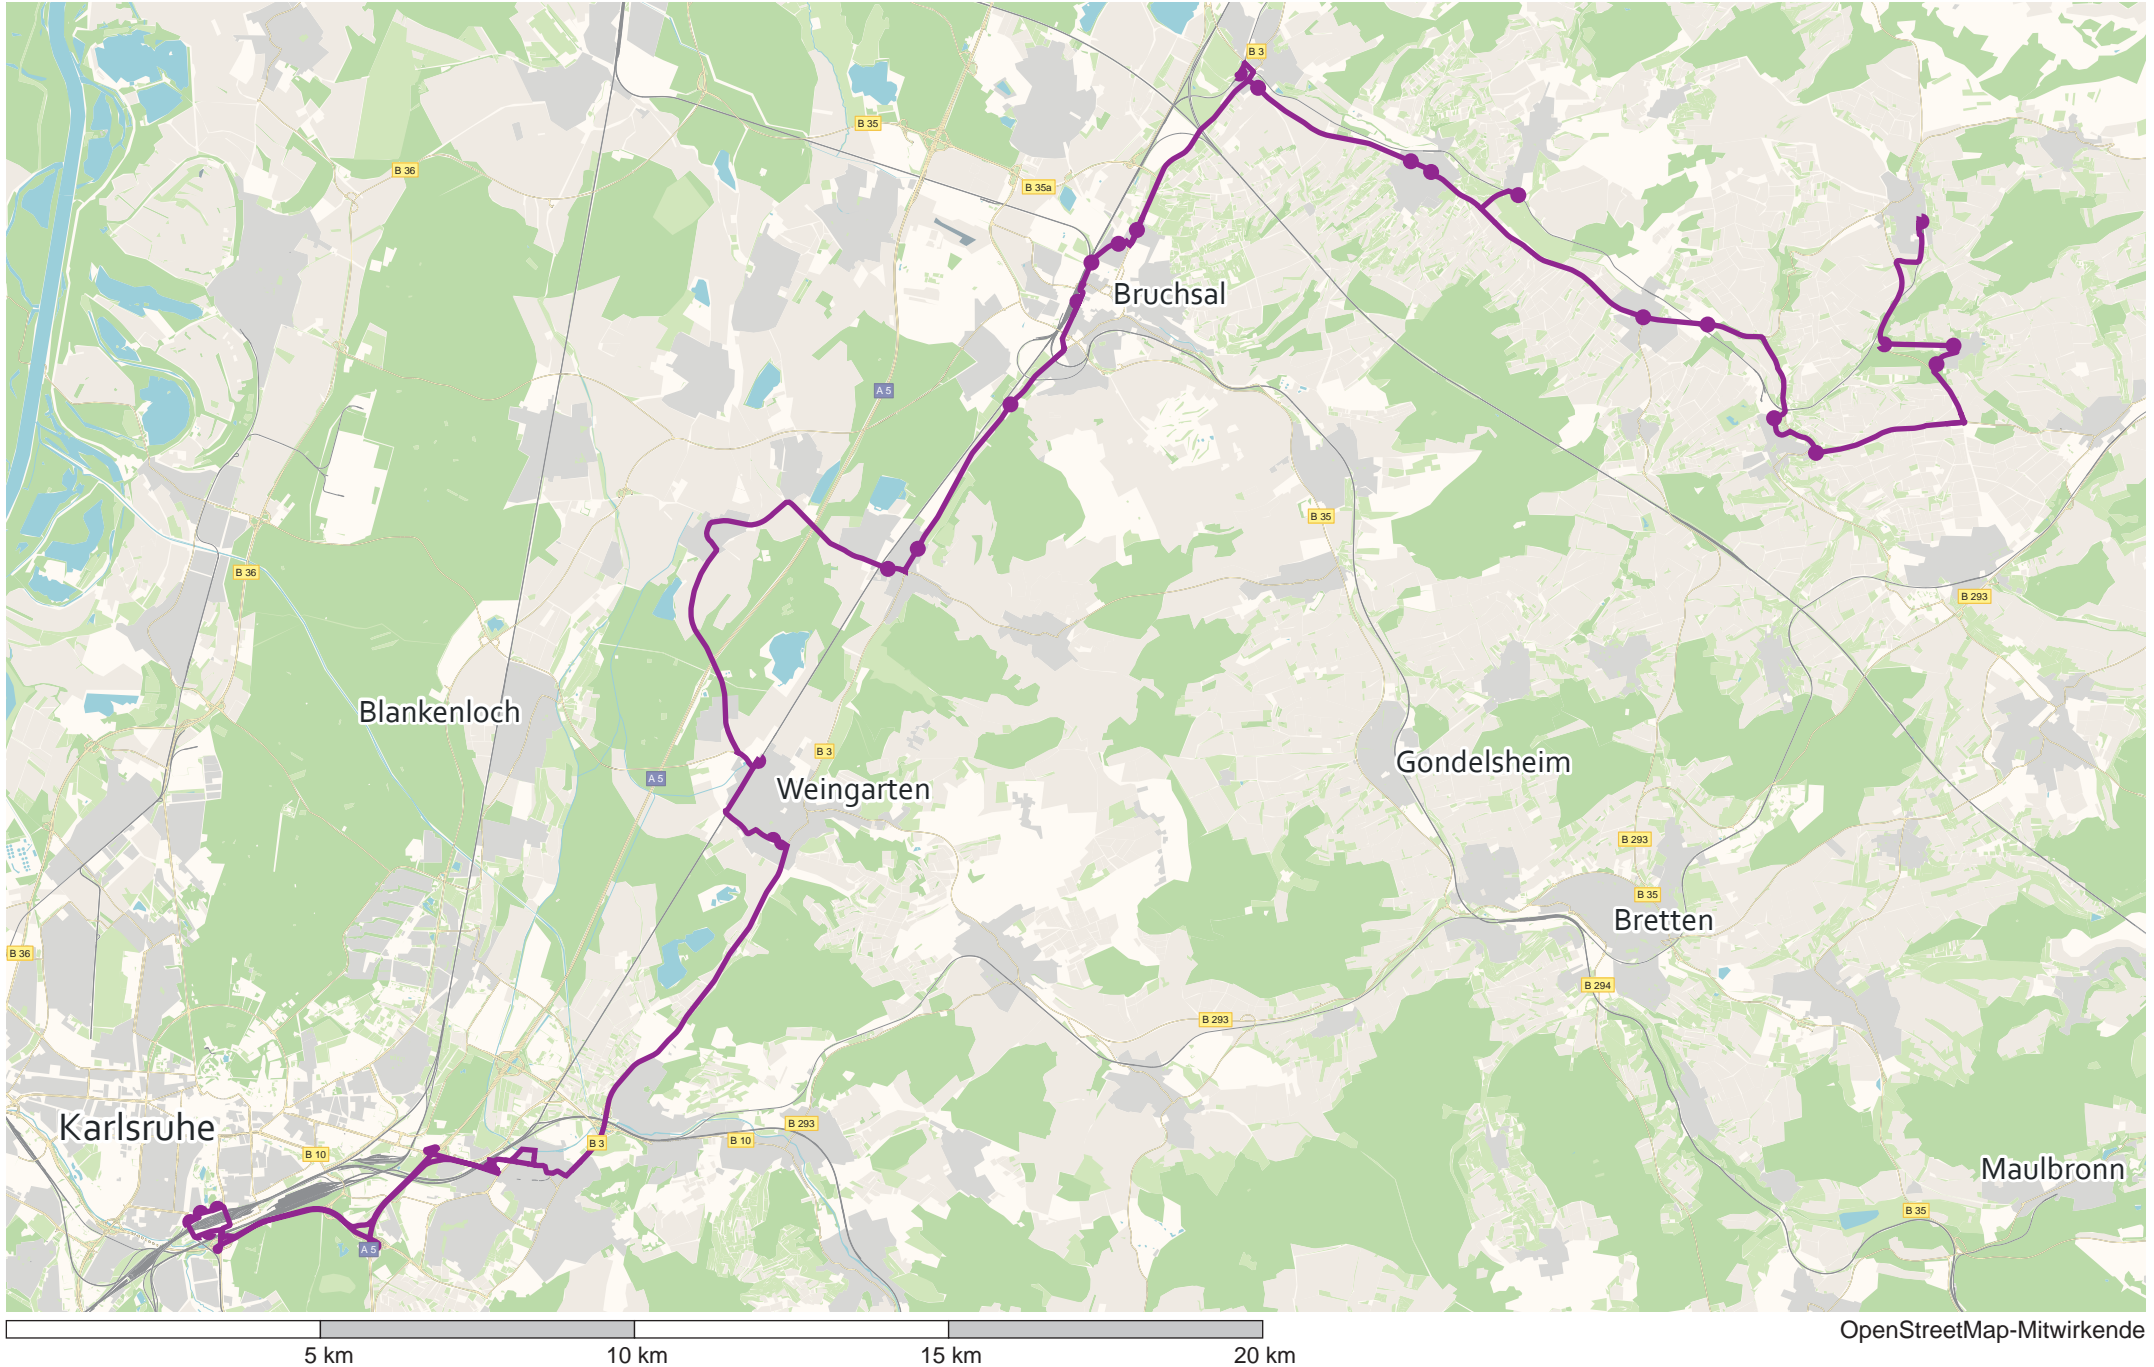 B 3
B 35
B 36
B 35a
Bruchsal
A 5
B 35
B 36
B 293
Blankenloch
B 3
Gondelsheim
A 5
Weingarten
B 293
B 35
Bretten
B 36
B 294
B 293
Karlsruhe
B 293
B 10
B 3
B 10
Maulbronn
B 35
A 5
OpenStreetMap-Mitwirkende
5 km
10 km
15 km
20 km